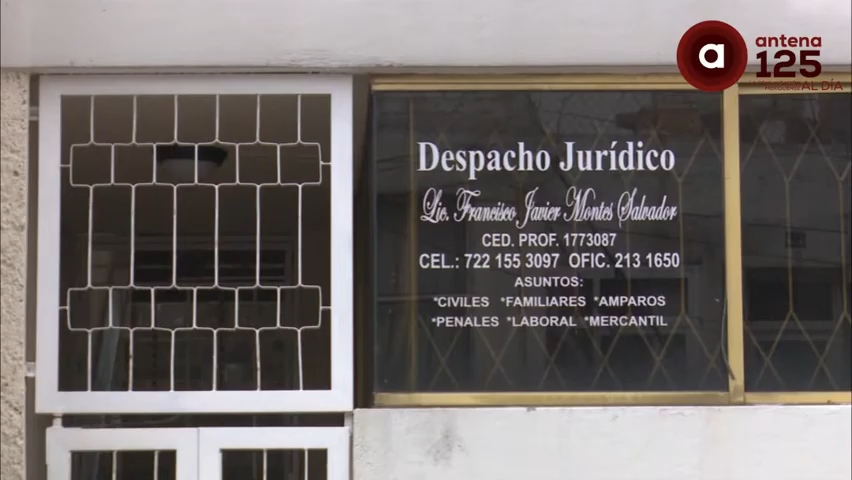 antena
125
AL DÍA
Despacho Jurídico
Lic. Francisco Javier Montes Salvador
CED. PROF. 1773087
CEL.: 722 155 3097 OFIC. 213 1650
ASUNTOS:
*CIVILES *FAMILIARES *AMPAROS
*PENALES *LABORAL *MERCANTIL